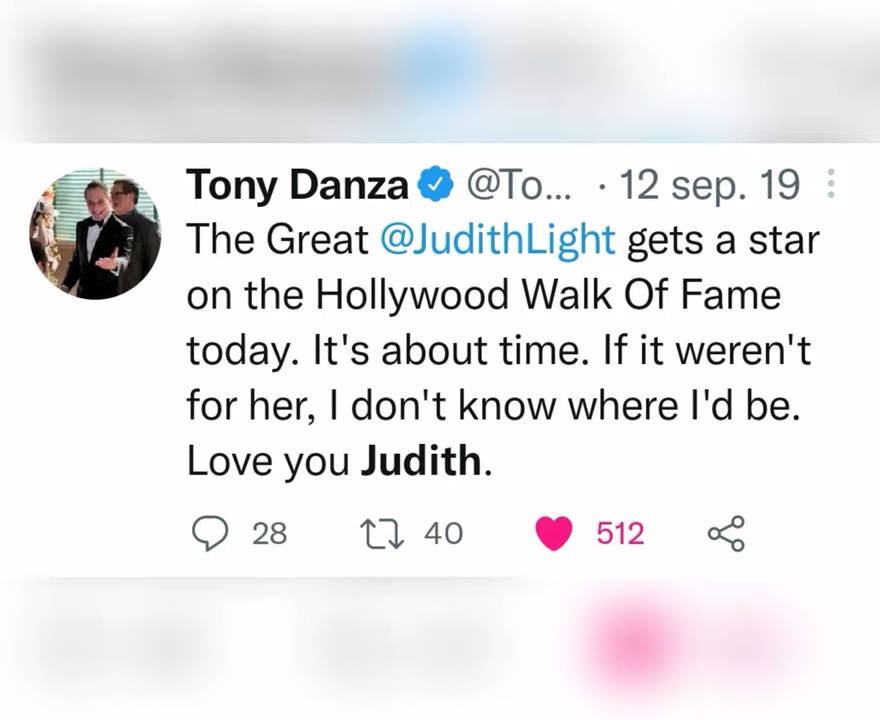 Tony Danza @To... · 12 sep. 19
The Great @JudithLight gets a star
on the Hollywood Walk Of Fame
today. It's about time. If it weren't
for her, I don't know where I'd be.
Love you Judith.
28 40 512